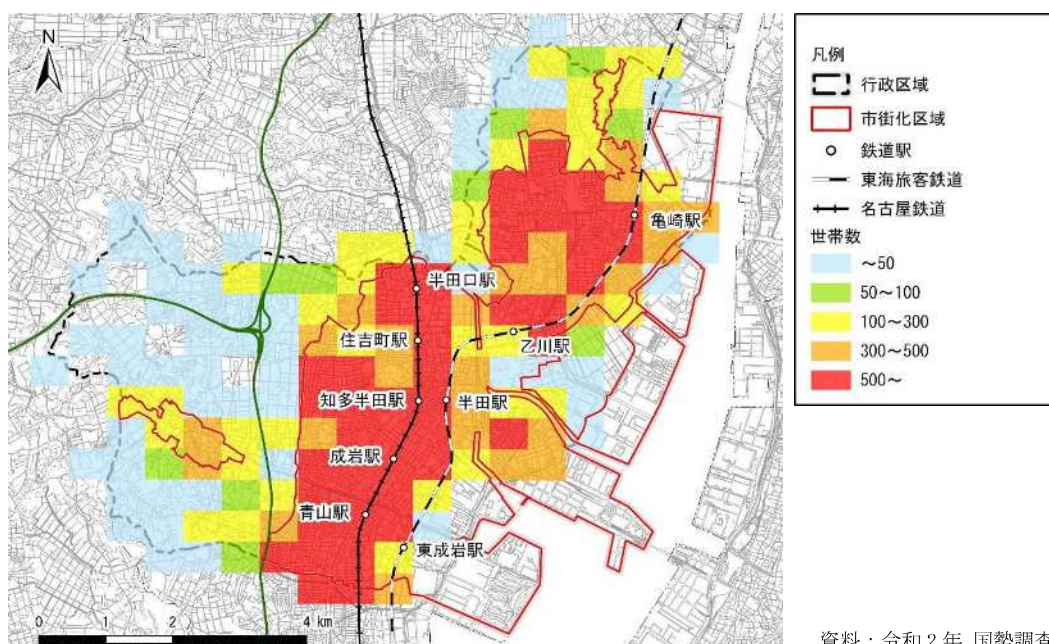 N
亀崎駅
半田口駅
住吉町駅
乙川駅
知多半田駅
半田駅
成岩駅
青山駅
東成岩駅
0 1 2 4 km
凡例
行政区域
市街化区域
鉄道駅
東海旅客鉄道
名古屋鉄道
世帯数
～50
50～100
100～300
300～500
500～
資料：令和2年 国勢調査